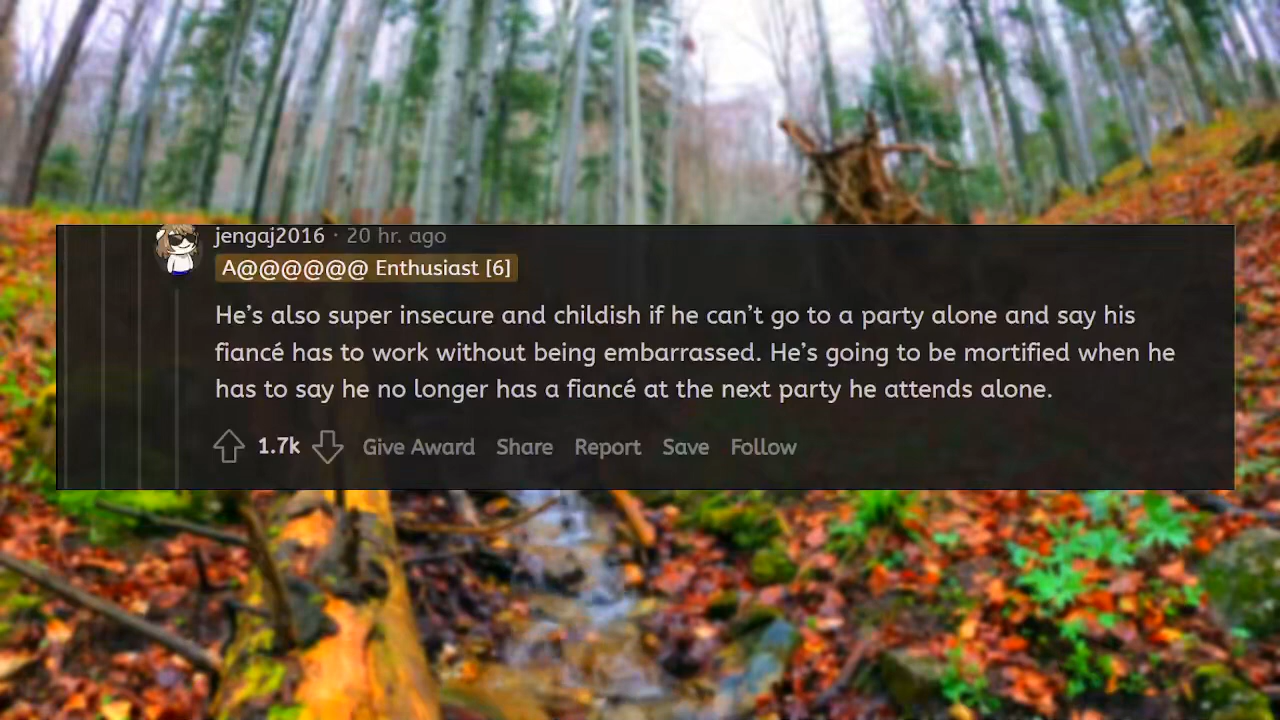 jengaj2016 · 20 hr. ago
A@@@@@@ Enthusiast [6]
He’s also super insecure and childish if he can’t go to a party alone and say his
fiancé has to work without being embarrassed. He’s going to be mortified when he
has to say he no longer has a fiancé at the next party he attends alone.
1.7k Give Award Share Report Save Follow